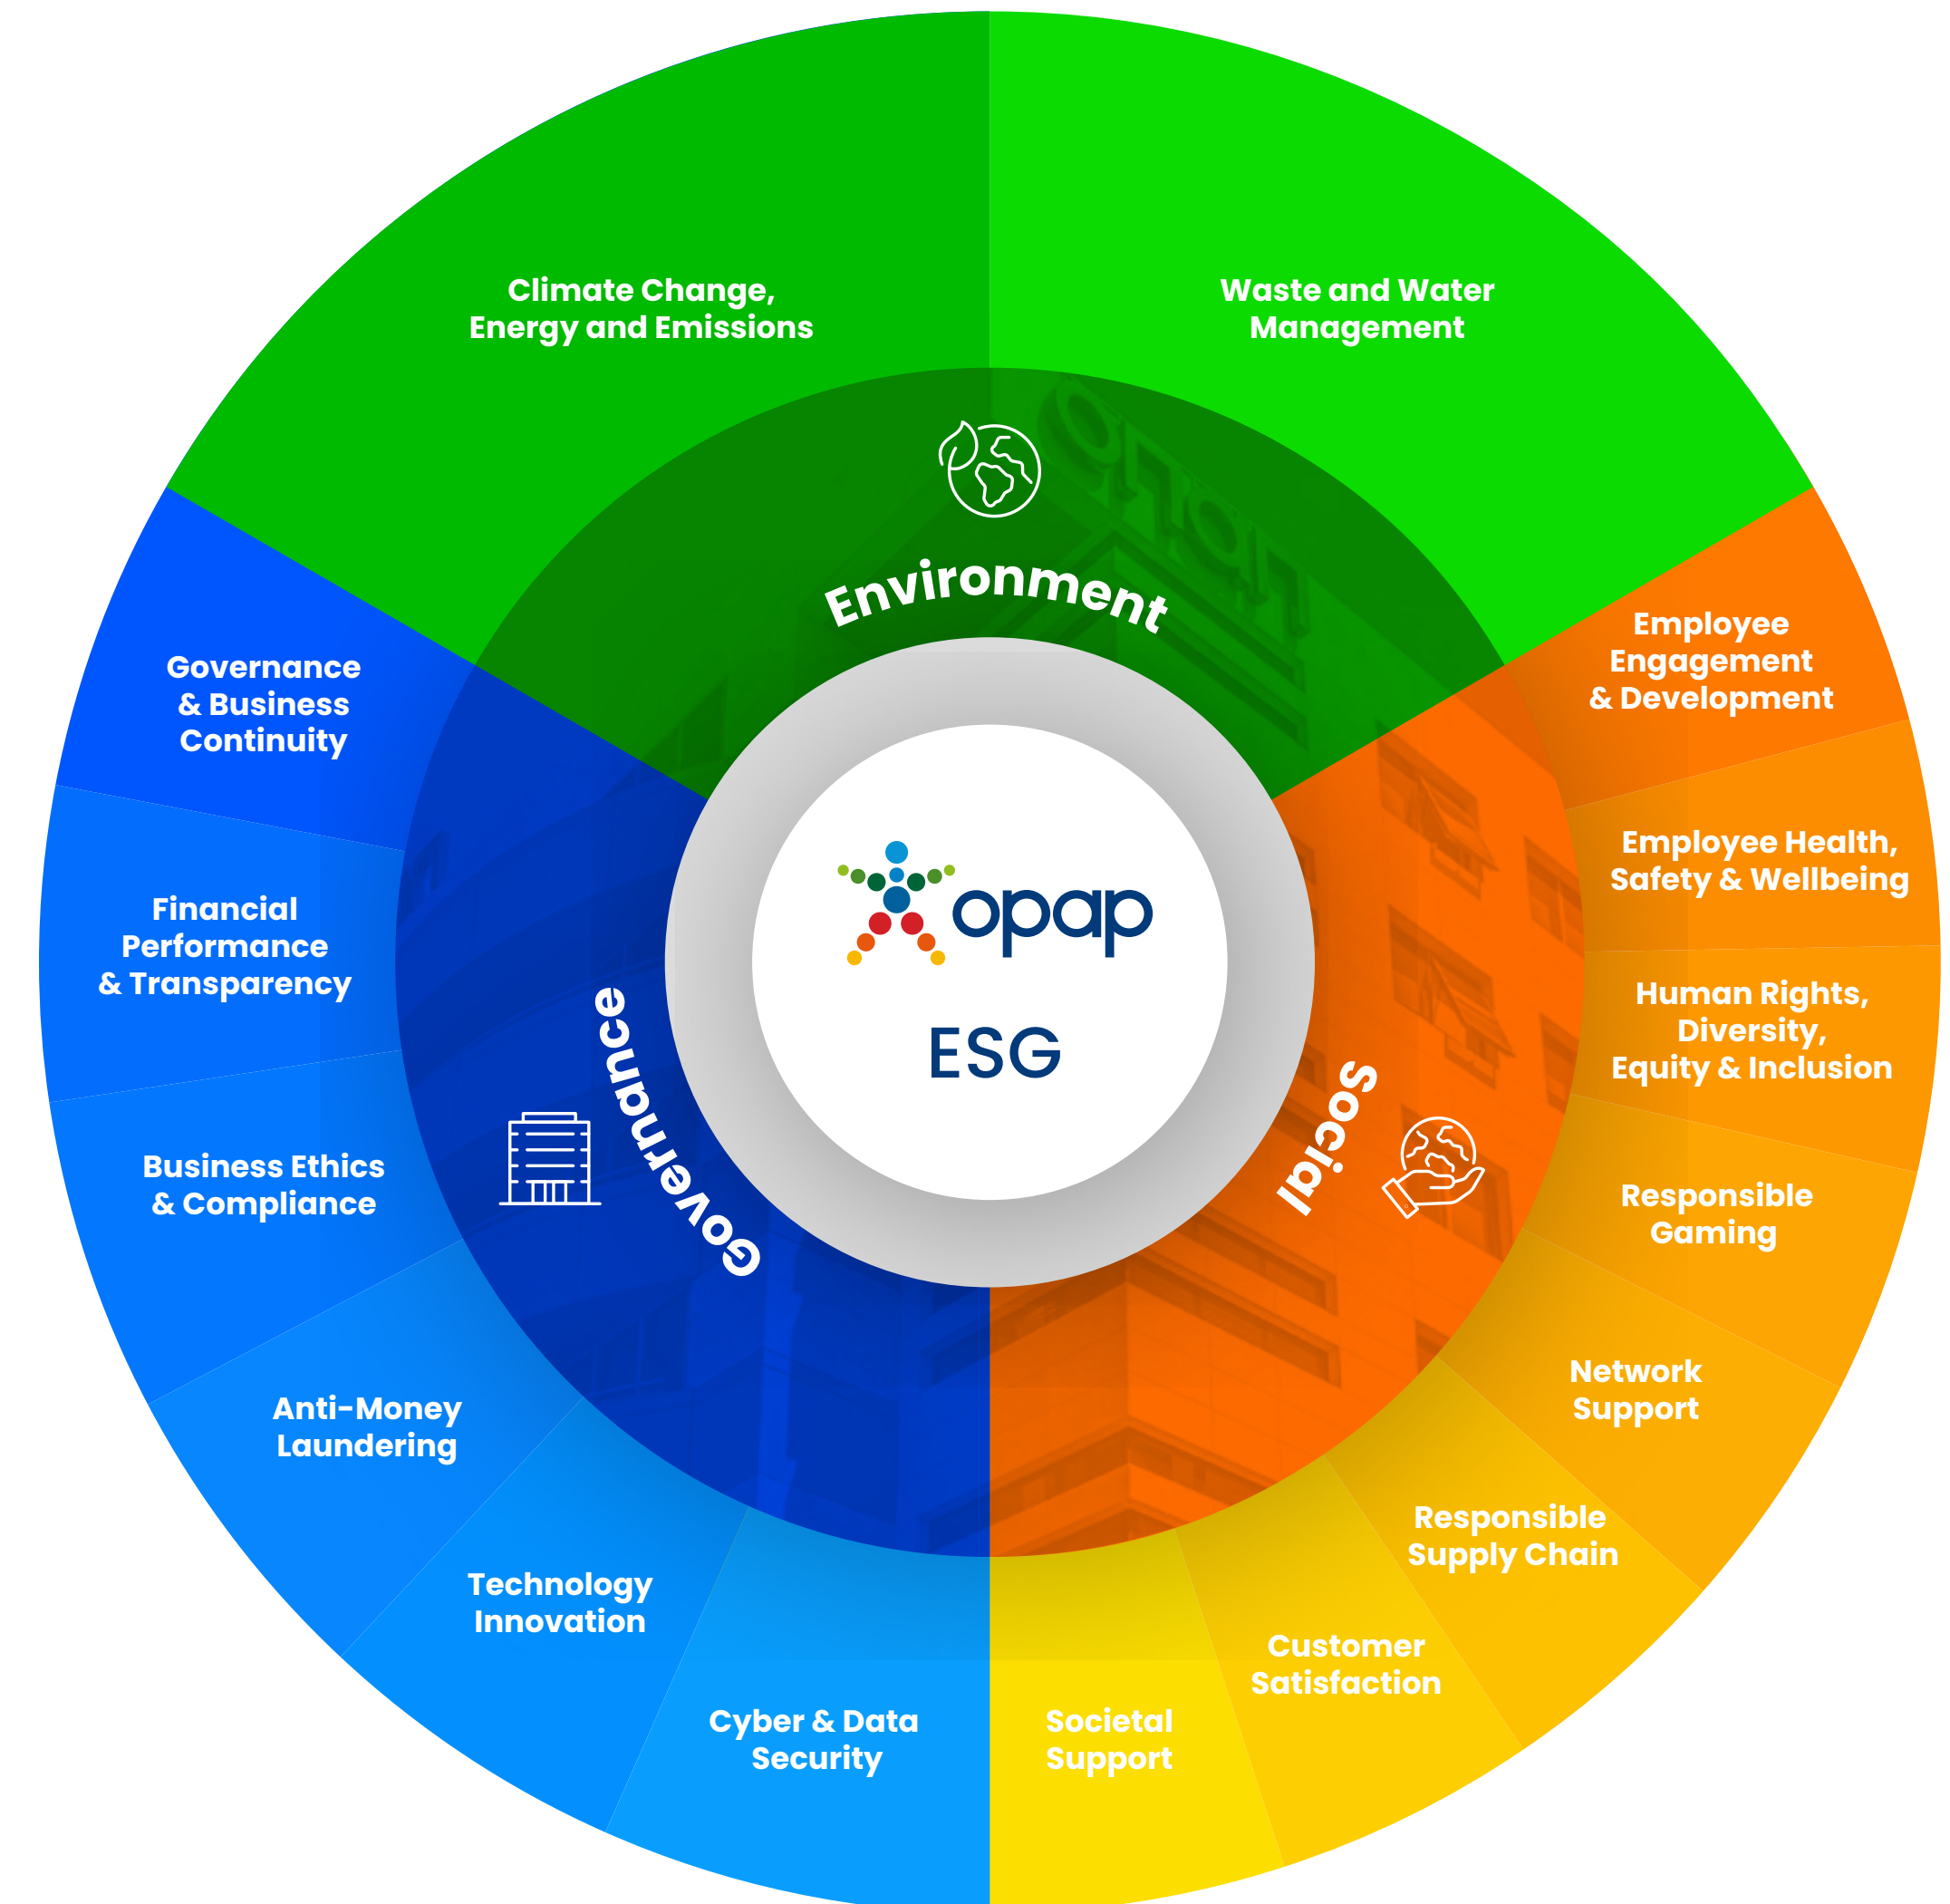 Climate Change,
Energy and Emissions
Waste and Water
Management
Environment
Employee
Engagement
& Development
Employee Health,
Safety & Wellbeing
Human Rights,
Diversity,
Equity & Inclusion
Responsible
Gaming
Network
Support
Responsible
Supply Chain
Customer
Satisfaction
Societal
Support
Social
Governance
& Business
Continuity
Financial
Performance
& Transparency
Business Ethics
& Compliance
Anti-Money
Laundering
Technology
Innovation
Cyber & Data
Security
Governance
opap
ESG
οπαπ